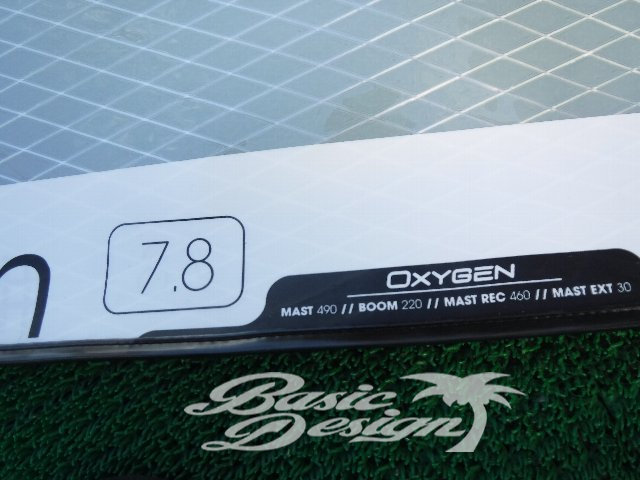 7.8
OXYGEN
MAST 490 // BOOM 220 // MAST REC 460 // MAST EXT 30
Basic
Design